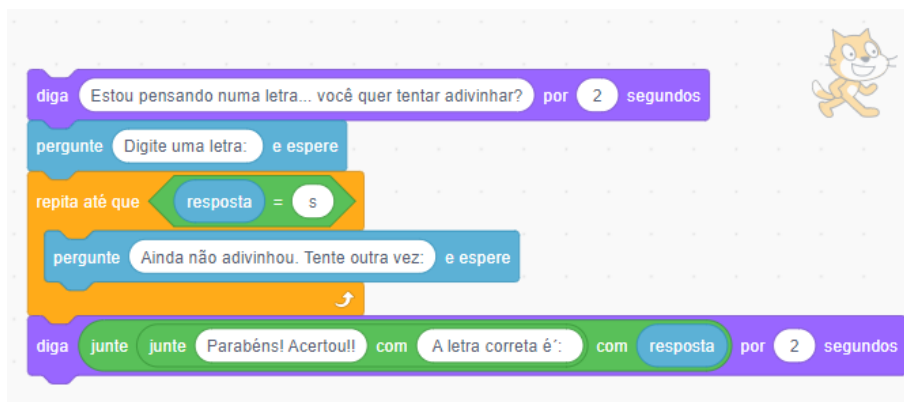 diga Estou pensando numa letra... você quer tentar adivinhar? por 2 segundos
pergunte Digite uma letra: e espere
repita até que resposta = s
pergunte Ainda não adivinhou. Tente outra vez: e espere
diga junte junte Parabéns! Acertou!! com A letra correta é´: com resposta por 2 segundos